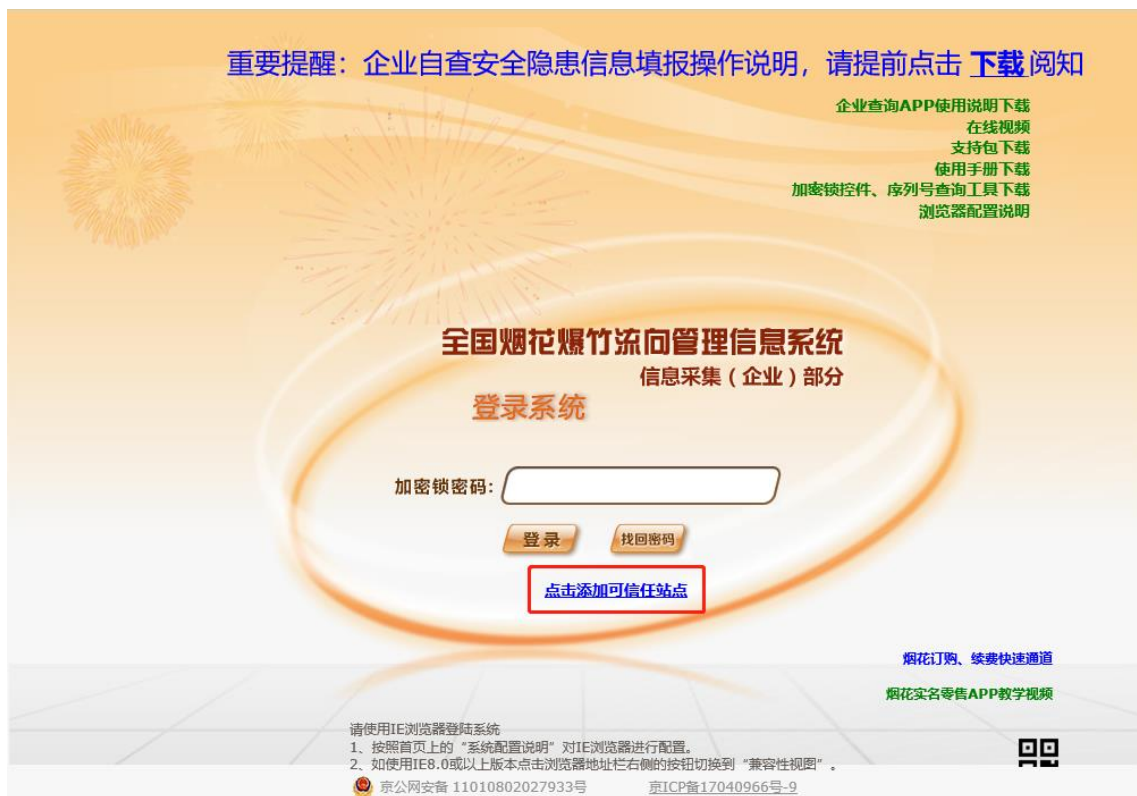 重要提醒：企业自查安全隐患信息填报操作说明，请提前点击 下载 阅知
企业查询APP使用说明下载
在线视频
支持包下载
使用手册下载
加密锁控件、序列号查询工具下载
浏览器配置说明
全国烟花爆竹流向管理信息系统
信息采集（企业）部分
登录系统
加密锁密码：
登录 找回密码
点击添加可信任站点
烟花订购、续费快速通道
烟花实名零售APP教学视频
请使用IE浏览器登陆系统
1、按照首页上的“系统配置说明”对IE浏览器进行配置。
2、如使用IE8.0或以上版本点击浏览器地址栏右侧的按钮切换到“兼容性视图”。
京公网安备 11010802027933号 京ICP备17040966号-9